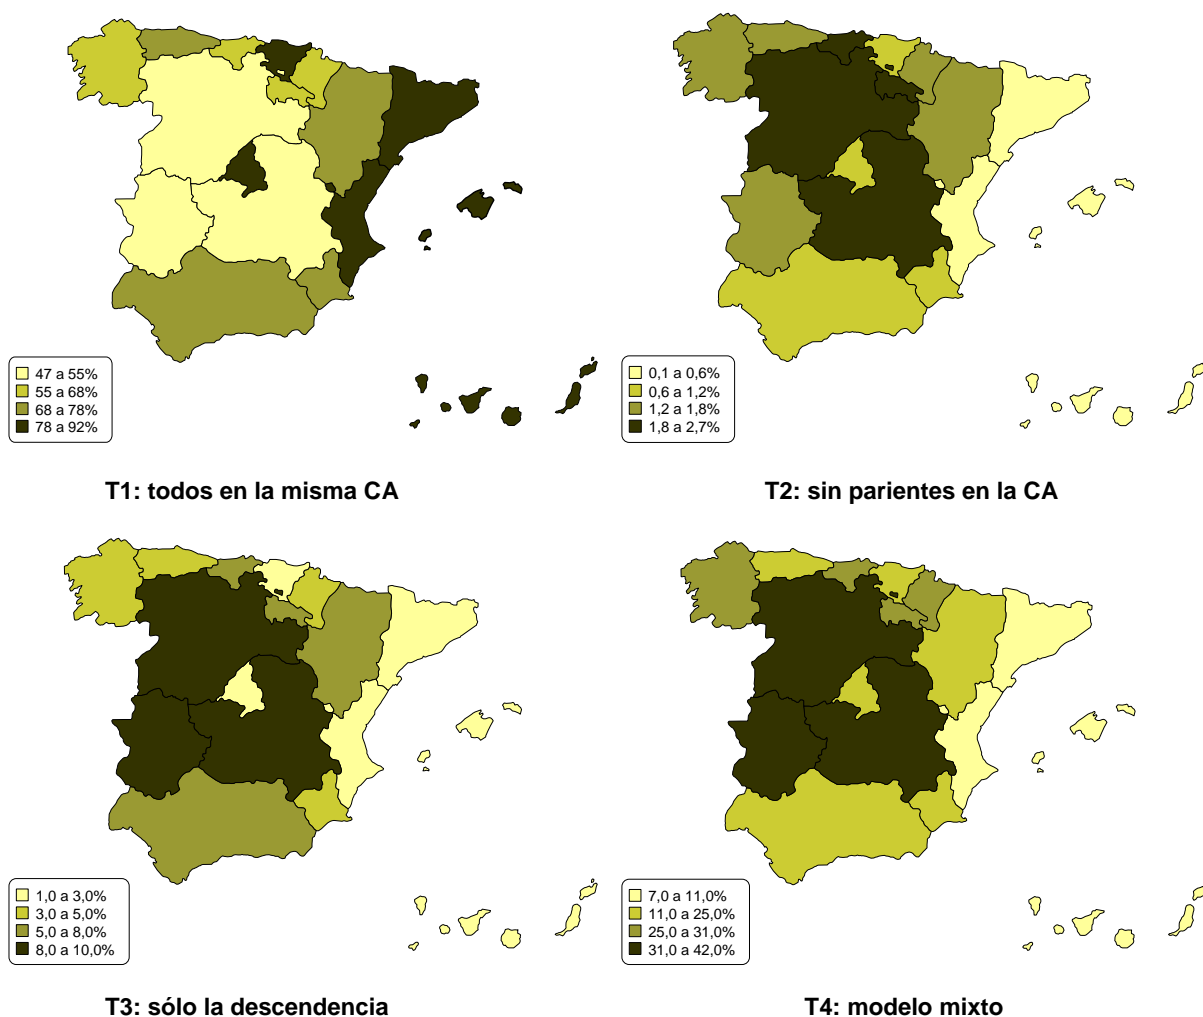 47 a 55%
55 a 68%
68 a 78%
78 a 92%
T1: todos en la misma CA
0,1 a 0,6%
0,6 a 1,2%
1,2 a 1,8%
1,8 a 2,7%
T2: sin parientes en la CA
1,0 a 3,0%
3,0 a 5,0%
5,0 a 8,0%
8,0 a 10,0%
T3: sólo la descendencia
7,0 a 11,0%
11,0 a 25,0%
25,0 a 31,0%
31,0 a 42,0%
T4: modelo mixto